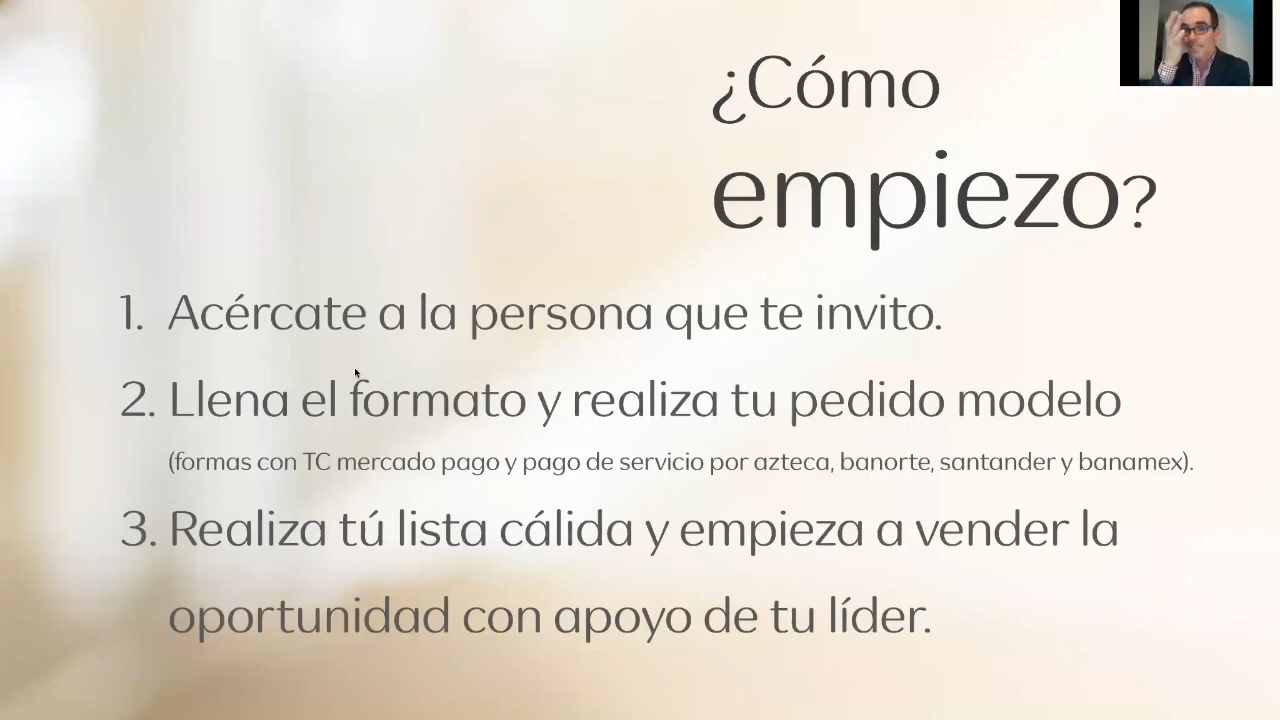 ¿Cómo
empiezo?
1. Acércate a la persona que te invito.
2. Llena el formato y realiza tu pedido modelo
(formas con TC mercado pago y pago de servicio por azteca, banorte, santander y banamex).
3. Realiza tú lista cálida y empieza a vender la
oportunidad con apoyo de tu líder.